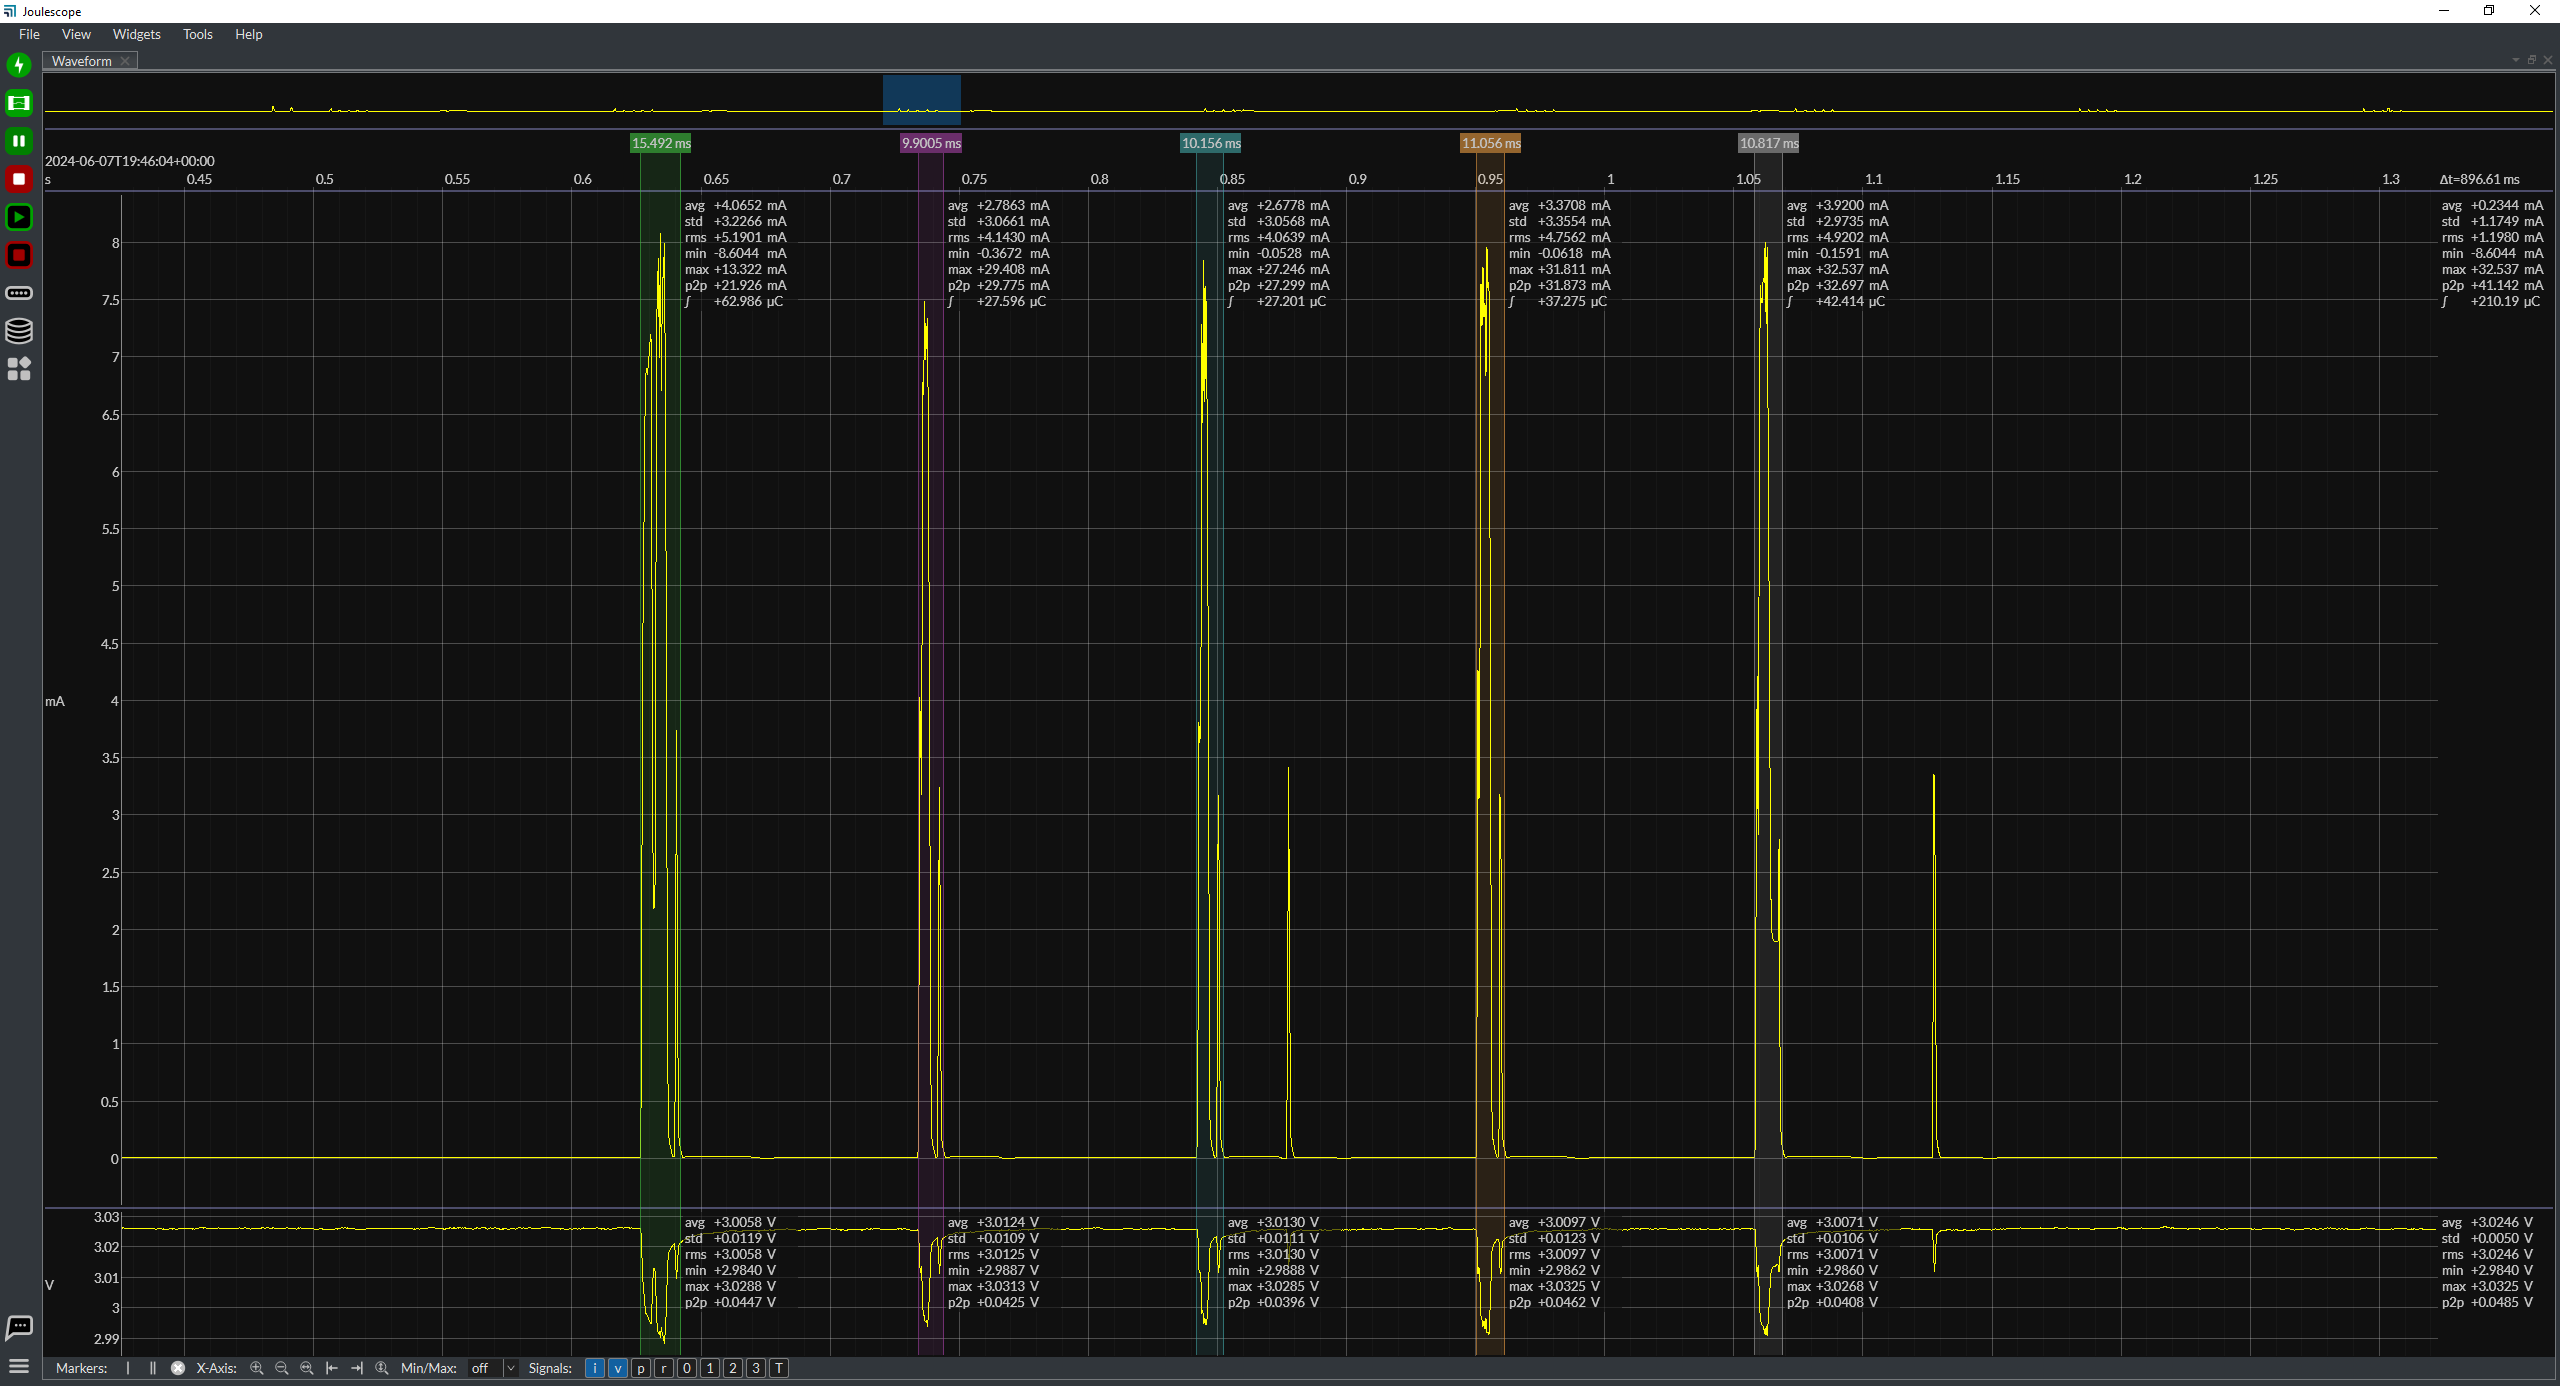 Joulescope
File View Widgets Tools Help
Waveform
15.492 ms 9.9005 ms 10.156 ms 11.056 ms 10.817 ms
2024-06-07T19:46:04+00:00
s 0.45 0.5 0.55 0.6 0.65 0.7 0.75 0.8 0.85 0.9 0.95 1 1.05 1.1 1.15 1.2 1.25 1.3 Δt=896.61 ms
avg +4.0652 mA avg +2.7863 mA avg +2.6778 mA avg +3.3708 mA avg +3.9200 mA avg +0.2344 mA
std +3.2266 mA std +3.0661 mA std +3.0568 mA std +3.3554 mA std +2.9735 mA std +1.1749 mA
rms +5.1901 mA rms +4.1430 mA rms +4.0639 mA rms +4.7562 mA rms +4.9202 mA rms +1.1980 mA
min -8.6044 mA min -0.3672 mA min -0.0528 mA min -0.0618 mA min -0.1591 mA min -8.6044 mA
max +13.322 mA max +29.408 mA max +27.246 mA max +31.811 mA max +32.537 mA max +32.537 mA
p2p +21.926 mA p2p +29.775 mA p2p +27.299 mA p2p +31.873 mA p2p +32.697 mA p2p +41.142 mA
∫ +62.986 µC ∫ +27.596 µC ∫ +27.201 µC ∫ +37.275 µC ∫ +42.414 µC ∫ +210.19 µC
8
7.5
7
6.5
6
5.5
5
4.5
mA 4
3.5
3
2.5
2
1.5
1
0.5
0
3.03
3.02
3.01
V
3
2.99
avg +3.0058 V avg +3.0124 V avg +3.0130 V avg +3.0097 V avg +3.0071 V avg +3.0246 V
std +0.0119 V std +0.0109 V std +0.0111 V std +0.0123 V std +0.0106 V std +0.0050 V
rms +3.0058 V rms +3.0125 V rms +3.0130 V rms +3.0097 V rms +3.0071 V rms +3.0246 V
min +2.9840 V min +2.9887 V min +2.9888 V min +2.9862 V min +2.9860 V min +2.9840 V
max +3.0288 V max +3.0313 V max +3.0285 V max +3.0325 V max +3.0268 V max +3.0325 V
p2p +0.0447 V p2p +0.0425 V p2p +0.0396 V p2p +0.0462 V p2p +0.0408 V p2p +0.0485 V
Markers: X-Axis: Min/Max: off Signals: i v p r 0 1 2 3 T